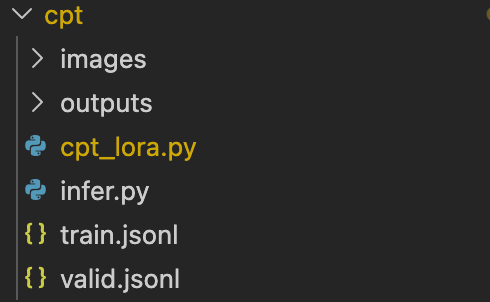 cpt
images
outputs
cpt_lora.py
infer.py
train.jsonl
valid.jsonl